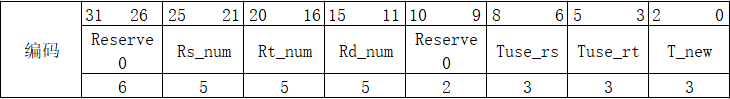 31 26 25 21 20 16 15 11 10 9 8 6 5 3 2 0
编码 Reserve 0 Rs_num Rt_num Rd_num Reserve 0 Tuse_rs Tuse_rt T_new
6 5 5 5 2 3 3 3